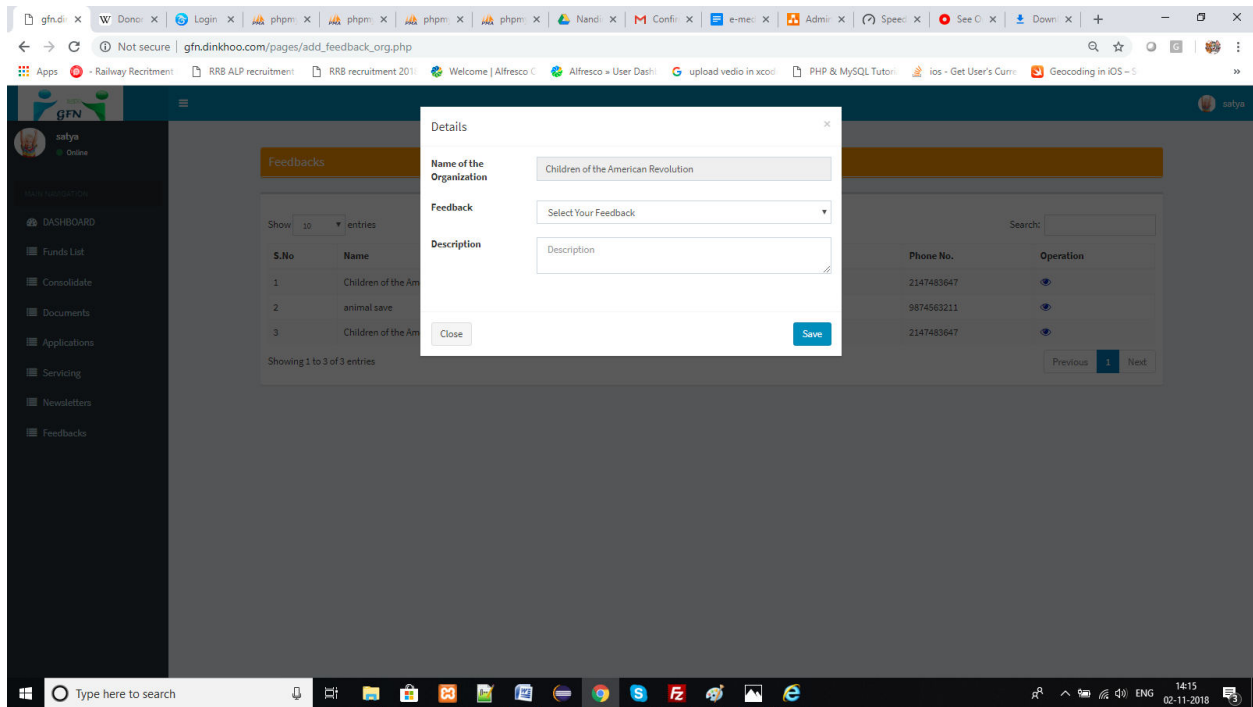 gfn.di
Donor
Login
phpm
phpm
phpm
phpm
Nandi
Confir
e-mec
Admir
Speed
See O
Down
Not secure | gfn.dinkhoo.com/pages/add_feedback_org.php
Apps
- Railway Recritment
RRB ALP recruitment
RRB recruitment 201
Welcome | Alfresco C
Alfresco » User Dash
upload vedio in xcod
PHP & MySQL Tutori
ios - Get User's Curre
Geocoding in iOS – S
GFN
satya
satya
Online
MAIN NAVIGATION
DASHBOARD
Funds List
Consolidate
Documents
Applications
Servicing
Newsletters
Feedbacks
Feedbacks
Show 10 entries
Search:
S.No Name Phone No. Operation
1 Children of the Am 2147483647
2 animal save 9874563211
3 Children of the Am 2147483647
Showing 1 to 3 of 3 entries
Previous 1 Next
Details ×
Name of the
Organization
Children of the American Revolution
Feedback
Select Your Feedback
Description
Description
Close
Save
Type here to search
ENG
14:15
02-11-2018